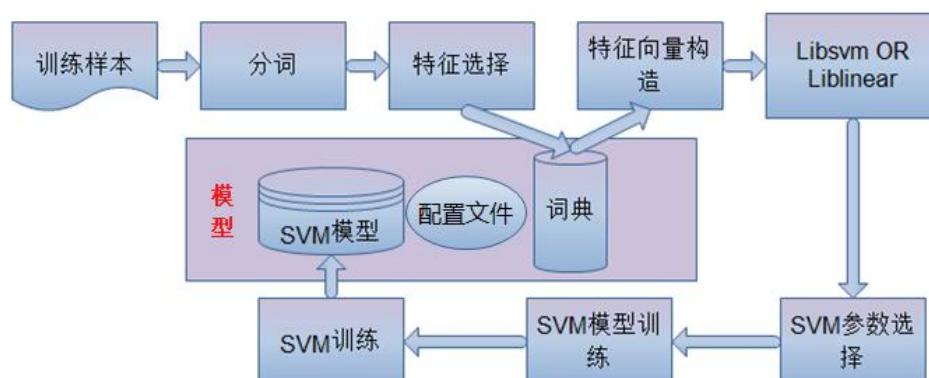 训练样本
分词
特征选择
特征向量构
造
Libsvm OR
Liblinear
模
型
SVM模型
配置文件
词典
SVM训练
SVM模型训
练
SVM参数选
择